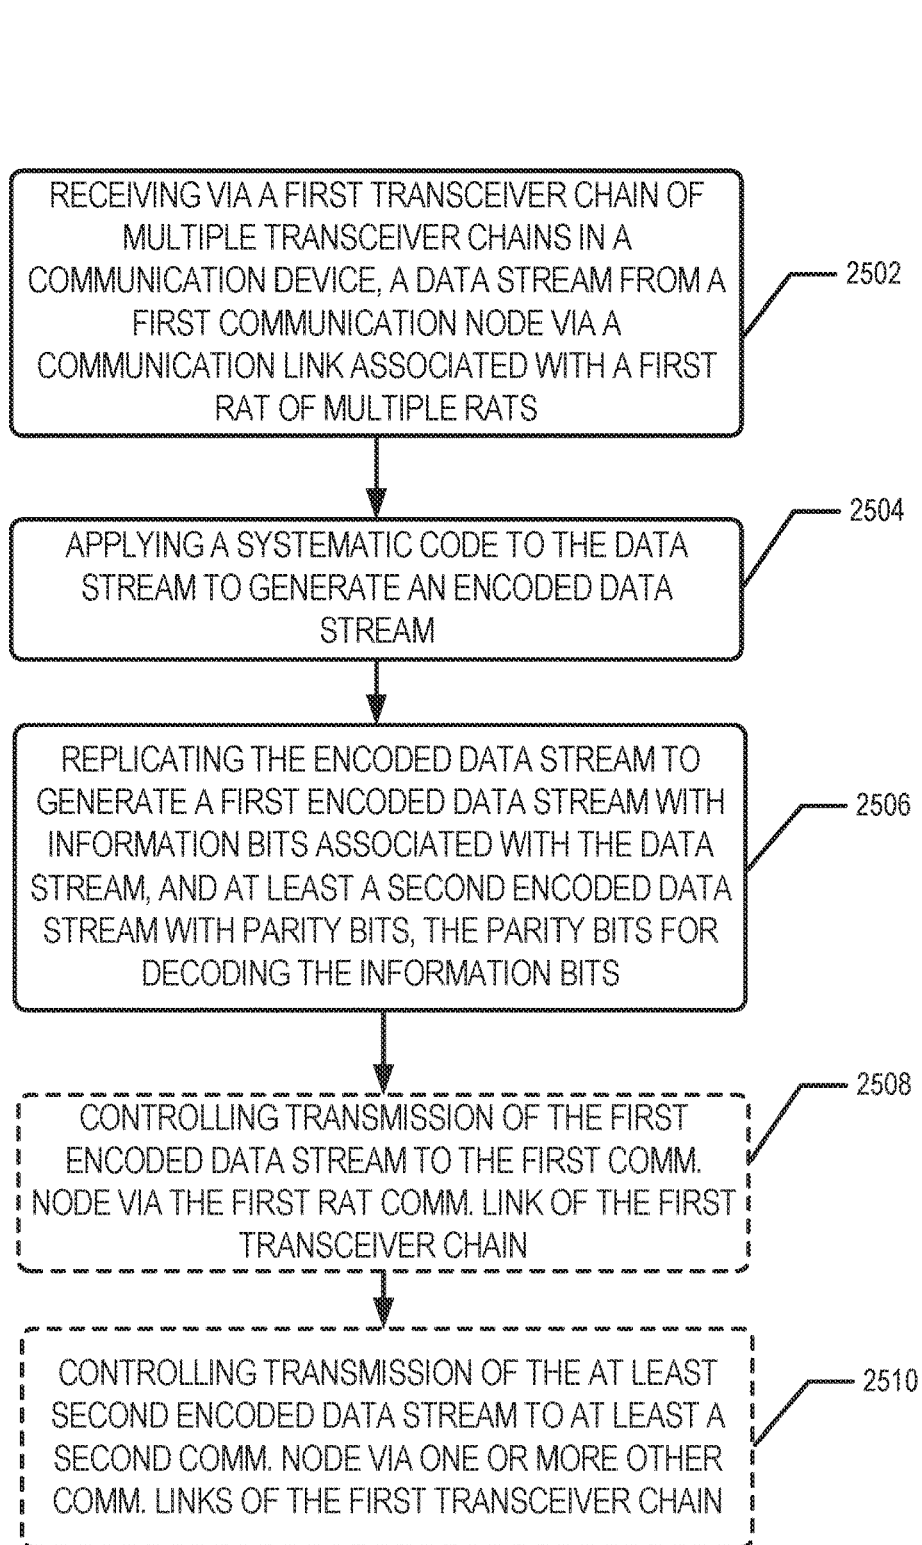 RECEIVING VIA A FIRST TRANSCEIVER CHAIN OF
MULTIPLE TRANSCEIVER CHAINS IN A
COMMUNICATION DEVICE, A DATA STREAM FROM A
FIRST COMMUNICATION NODE VIA A
COMMUNICATION LINK ASSOCIATED WITH A FIRST
RAT OF MULTIPLE RATS
2502
APPLYING A SYSTEMATIC CODE TO THE DATA
STREAM TO GENERATE AN ENCODED DATA
STREAM
2504
REPLICATING THE ENCODED DATA STREAM TO
GENERATE A FIRST ENCODED DATA STREAM WITH
INFORMATION BITS ASSOCIATED WITH THE DATA
STREAM, AND AT LEAST A SECOND ENCODED DATA
STREAM WITH PARITY BITS, THE PARITY BITS FOR
DECODING THE INFORMATION BITS
2506
CONTROLLING TRANSMISSION OF THE FIRST
ENCODED DATA STREAM TO THE FIRST COMM.
NODE VIA THE FIRST RAT COMM. LINK OF THE FIRST
TRANSCEIVER CHAIN
2508
CONTROLLING TRANSMISSION OF THE AT LEAST
SECOND ENCODED DATA STREAM TO AT LEAST A
SECOND COMM. NODE VIA ONE OR MORE OTHER
COMM. LINKS OF THE FIRST TRANSCEIVER CHAIN
2510